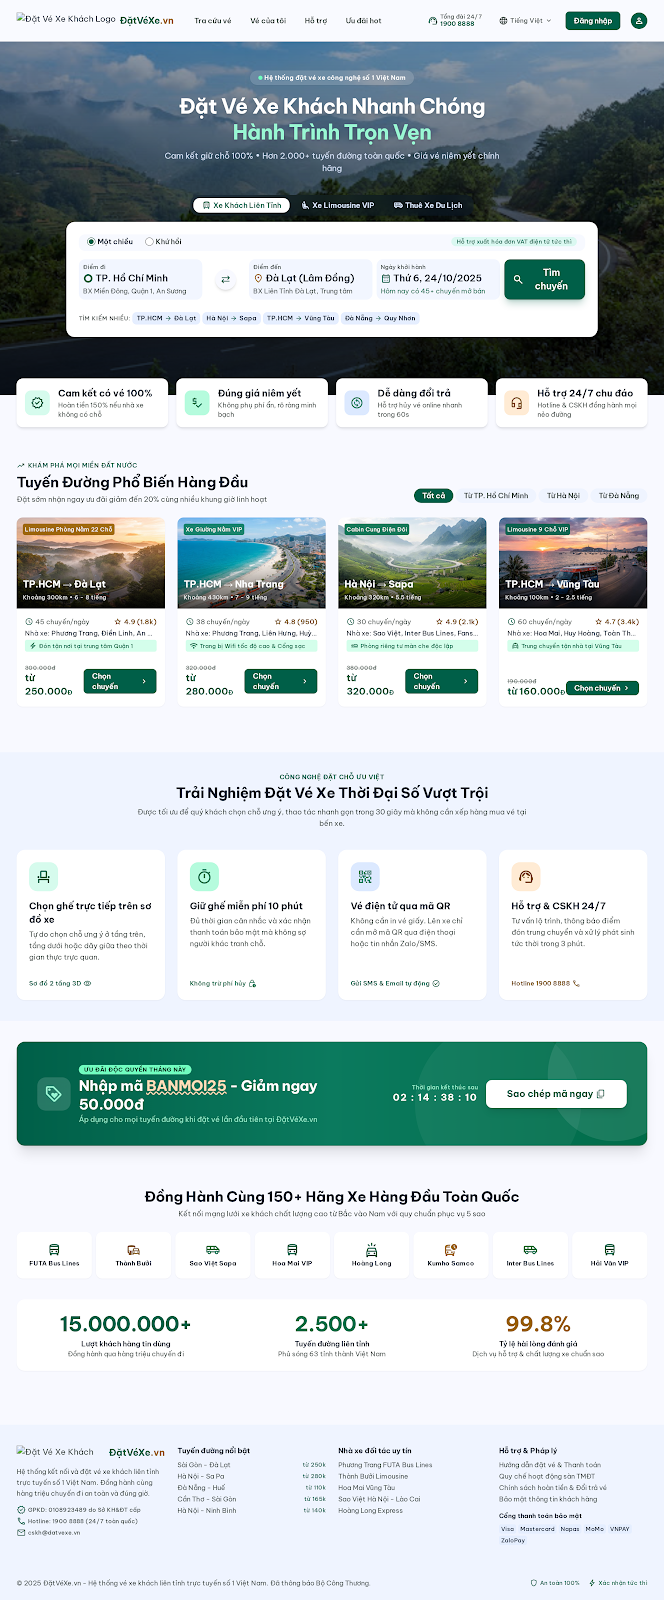 Đặt Vé Xe Khách Logo ĐặtVéXe.vn Tra cứu vé Vé của tôi Hỗ trợ Ưu đãi hot Tổng đài 24/7 1900 8888 Tiếng Việt Đăng nhập
Hệ thống đặt vé xe công nghệ số 1 Việt Nam
Đặt Vé Xe Khách Nhanh Chóng
Hành Trình Trọn Vẹn
Cam kết giữ chỗ 100% • Hơn 2.000+ tuyến đường toàn quốc • Giá vé niêm yết chính
hãng
Xe Khách Liên Tỉnh Xe Limousine VIP Thuê Xe Du Lịch
Một chiều Khứ hồi Hỗ trợ xuất hóa đơn VAT điện tử tức thì
Điểm đi
TP. Hồ Chí Minh
BX Miền Đông, Quận 1, An Sương
Điểm đến
Đà Lạt (Lâm Đồng)
BX Liên Tỉnh Đà Lạt, Trung tâm
Ngày khởi hành
Thứ 6, 24/10/2025
Hôm nay có 45+ chuyến mở bán
Tìm
chuyến
TÌM KIẾM NHIỀU: TP.HCM → Đà Lạt Hà Nội → Sapa TP.HCM → Vũng Tàu Đà Nẵng → Quy Nhơn
Cam kết có vé 100%
Hoàn tiền 150% nếu nhà xe
không có chỗ
Đúng giá niêm yết
Không phụ phí ẩn, rõ ràng minh
bạch
Dễ dàng đổi trả
Hỗ trợ hủy vé online nhanh
trong 60s
Hỗ trợ 24/7 chu đáo
Hotline & CSKH đồng hành mọi
nẻo đường
KHÁM PHÁ MỌI MIỀN ĐẤT NƯỚC
Tuyến Đường Phổ Biến Hàng Đầu
Đặt sớm nhận ngay ưu đãi giảm đến 20% cùng nhiều khung giờ linh hoạt
Tất cả Từ TP. Hồ Chí Minh Từ Hà Nội Từ Đà Nẵng
Limousine Phòng Nằm 22 Chỗ
TP.HCM → Đà Lạt
Khoảng 300km • 6 - 8 tiếng
45 chuyến/ngày 4.9 (1.8k)
Nhà xe: Phương Trang, Điền Linh, An ...
Đón tận nơi tại trung tâm Quận 1
300.000đ
từ
250.000Đ
Chọn
chuyến
Xe Giường Nằm VIP
TP.HCM → Nha Trang
Khoảng 430km • 7 - 9 tiếng
38 chuyến/ngày 4.8 (950)
Nhà xe: Phương Trang, Liên Hưng, Huy...
Trang bị Wifi tốc độ cao & Cổng sạc
320.000đ
từ
280.000Đ
Chọn
chuyến
Cabin Cung Điện Đôi
Hà Nội → Sapa
Khoảng 320km • 5.5 tiếng
30 chuyến/ngày 4.9 (2.1k)
Nhà xe: Sao Việt, Inter Bus Lines, Fans...
Phòng riêng tư màn che độc lập
380.000đ
từ
320.000Đ
Chọn
chuyến
Limousine 9 Chỗ VIP
TP.HCM → Vũng Tàu
Khoảng 100km • 2 - 2.5 tiếng
60 chuyến/ngày 4.7 (3.4k)
Nhà xe: Hoa Mai, Huy Hoàng, Toàn Th...
Trung chuyển tận nhà tại Vũng Tàu
190.000đ
từ 160.000Đ
Chọn chuyến
CÔNG NGHỆ ĐẶT CHỖ ƯU VIỆT
Trải Nghiệm Đặt Vé Xe Thời Đại Số Vượt Trội
Được tối ưu để quý khách chọn chỗ ưng ý, thao tác nhanh gọn trong 30 giây mà không cần xếp hàng mua vé tại
bến xe.
Chọn ghế trực tiếp trên sơ
đồ xe
Tự do chọn chỗ ưng ý ở tầng trên,
tầng dưới hoặc dãy giữa theo thời
gian thực trực quan.
Sơ đồ 2 tầng 3D
Giữ ghế miễn phí 10 phút
Đủ thời gian cân nhắc và xác nhận
thanh toán bảo mật mà không sợ
người khác tranh chỗ.
Không trừ phí hủy
Vé điện tử qua mã QR
Không cần in vé giấy. Lên xe chỉ
cần mở mã QR qua điện thoại
hoặc tin nhắn Zalo/SMS.
Gửi SMS & Email tự động
Hỗ trợ & CSKH 24/7
Tư vấn lộ trình, thông báo điểm
đón trung chuyển và xử lý phát sinh
tức thời trong 3 phút.
Hotline 1900 8888
ƯU ĐÃI ĐỘC QUYỀN THÁNG NÀY
Nhập mã BANMOI25 - Giảm ngay
50.000đ
Áp dụng cho mọi tuyến đường khi đặt vé lần đầu tiên tại ĐặtVéXe.vn
Thời gian kết thúc sau
02 : 14 : 38 : 10
Sao chép mã ngay
Đồng Hành Cùng 150+ Hãng Xe Hàng Đầu Toàn Quốc
Kết nối mạng lưới xe khách chất lượng cao từ Bắc vào Nam với quy chuẩn phục vụ 5 sao
FUTA Bus Lines Thành Bưởi Sao Việt Sapa Hoa Mai VIP Hoàng Long Kumho Samco Inter Bus Lines Hải Vân VIP
15.000.000+ 2.500+ 99.8%
Lượt khách hàng tin dùng Tuyến đường liên tỉnh Tỷ lệ hài lòng đánh giá
Đồng hành qua hàng triệu chuyến đi Phủ sóng 63 tỉnh thành Việt Nam Dịch vụ hỗ trợ & chất lượng xe chuẩn sao
Đặt Vé Xe Khách ĐặtVéXe.vn
Hệ thống kết nối và đặt vé xe khách liên tỉnh
trực tuyến số 1 Việt Nam. Đồng hành cùng
hàng triệu chuyến đi an toàn và đúng giờ.
GPKD: 0108923489 do Sở KH&ĐT cấp
Hotline: 1900 8888 (24/7 toàn quốc)
cskh@datvexe.vn
Tuyến đường nổi bật
Sài Gòn - Đà Lạt từ 250k
Hà Nội - Sa Pa từ 280k
Đà Nẵng - Huế từ 110k
Cần Thơ - Sài Gòn từ 165k
Hà Nội - Ninh Bình từ 140k
Nhà xe đối tác uy tín
Phương Trang FUTA Bus Lines
Thành Bưởi Limousine
Hoa Mai Vũng Tàu
Sao Việt Hà Nội - Lào Cai
Hoàng Long Express
Hỗ trợ & Pháp lý
Hướng dẫn đặt vé & Thanh toán
Quy chế hoạt động sàn TMĐT
Chính sách hoàn tiền & Đổi trả vé
Bảo mật thông tin khách hàng
Cổng thanh toán bảo mật
Visa Mastercard Napas MoMo VNPAY
ZaloPay
© 2025 ĐặtVéXe.vn - Hệ thống vé xe khách liên tỉnh trực tuyến số 1 Việt Nam. Đã thông báo Bộ Công Thương. An toàn 100% Xác nhận tức thì